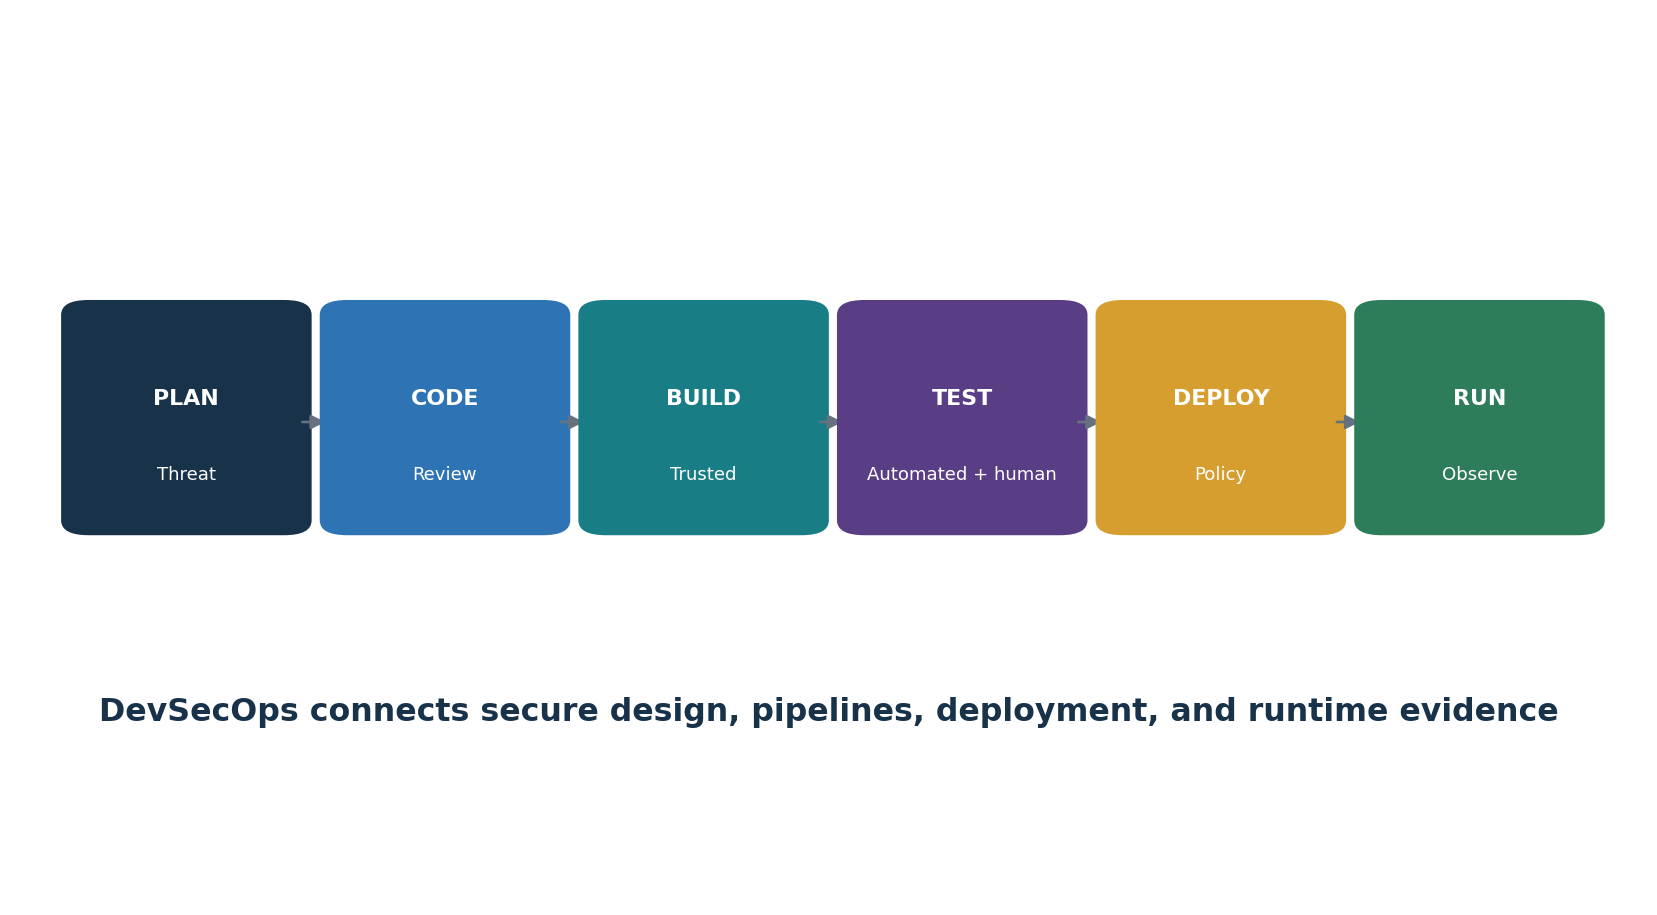 PLAN
Threat
CODE
Review
BUILD
Trusted
TEST
Automated + human
DEPLOY
Policy
RUN
Observe
DevSecOps connects secure design, pipelines, deployment, and runtime evidence